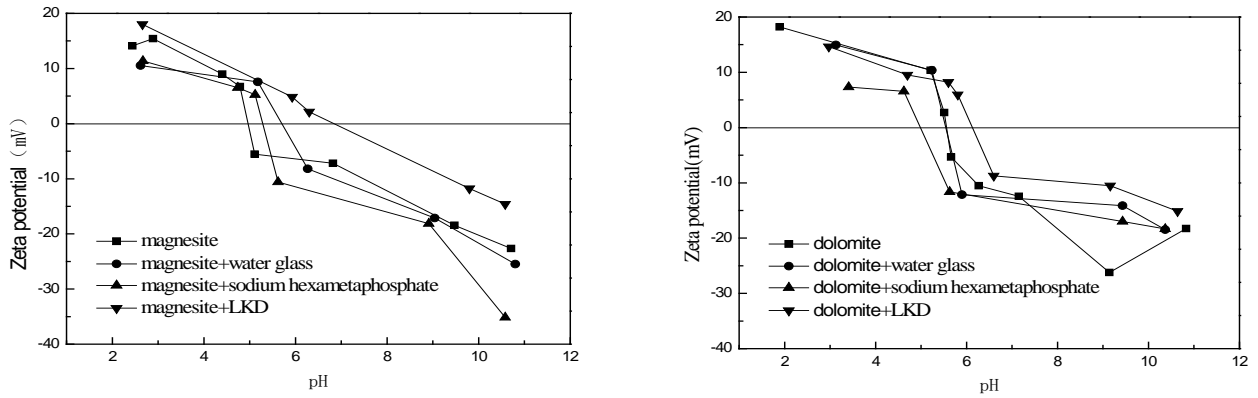 20
10
0
-10
-20
-30
-40
2 4 6 8 10 12
Zeta potential (mV)
pH
magnesite
magnesite+water glass
magnesite+sodium hexametaphosphate
magnesite+LKD
20
10
0
-10
-20
-30
-40
2 4 6 8 10 12
Zeta potential(mV)
pH
dolomite
dolomite+water glass
dolomite+sodium hexametaphosphate
dolomite+LKD